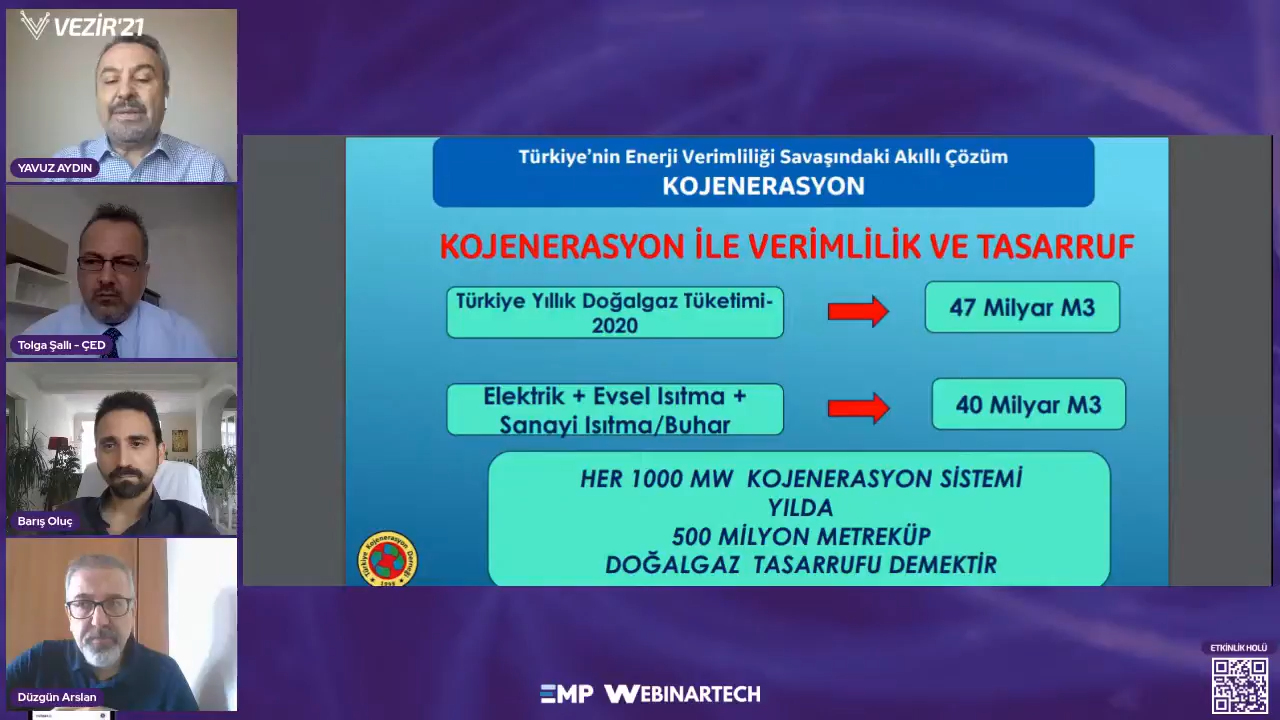 VEZİR'21
YAVUZ AYDIN
Tolga Şallı - ÇED
Barış Oluç
Düzgün Arslan
Türkiye'nin Enerji Verimliliği Savaşındaki Akıllı Çözüm
KOJENERASYON
KOJENERASYON İLE VERİMLİLİK VE TASARRUF
Türkiye Yıllık Doğalgaz Tüketimi-
2020
47 Milyar M3
Elektrik + Evsel Isıtma +
Sanayi Isıtma/Buhar
40 Milyar M3
HER 1000 MW KOJENERASYON SİSTEMİ
YILDA
500 MİLYON METREKÜP
DOĞALGAZ TASARRUFU DEMEKTİR
Türkiye Kojenerasyon Derneği
EMP WEBINARTECH
ETKİNLİK HOLÜ